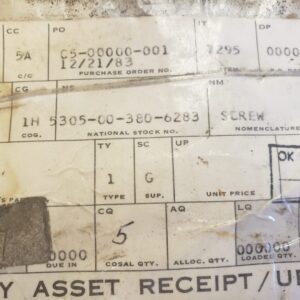 CC PO IT DP
5A C5-00000-001 7295 000
12/21/83
C/C PURCHASE ORDER NO.
CG NS NM
1H 5305-00-380-6283 SCREW
COG. NATIONAL STOCK NO. NOMENCLATURE
TY SC UP OK
1 G
TYPE SUP. UNIT PRICE
CQ AQ LQ
0000 5 000000
DUE IN COSAL QTY. ALLOC. QTY. LOADED QTY.
Y ASSET RECEIPT/U